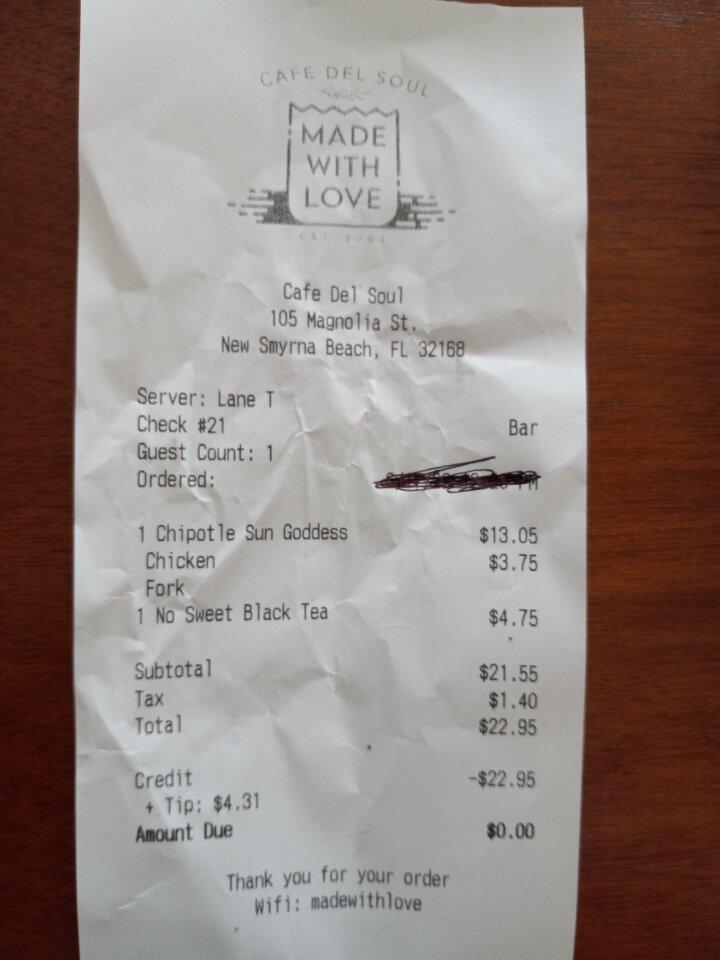 CAFE DEL SOUL
MADE
WITH
LOVE
EST. 2004
Cafe Del Soul
105 Magnolia St.
New Smyrna Beach, FL 32168
Server: Lane T
Check #21 Bar
Guest Count: 1
Ordered:
1 Chipotle Sun Goddess $13.05
Chicken $3.75
Fork
1 No Sweet Black Tea $4.75
Subtotal $21.55
Tax $1.40
Total $22.95
Credit -$22.95
+ Tip: $4.31
Amount Due $0.00
Thank you for your order
Wifi: madewithlove